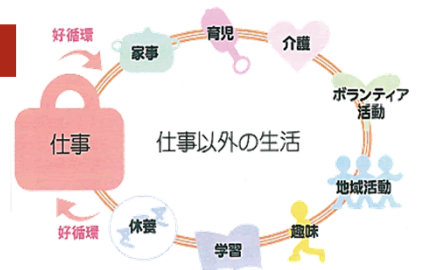 好循環
家事
育児
介護
ボランティア
活動
仕事
仕事以外の生活
地域活動
好循環
休養
学習
趣味